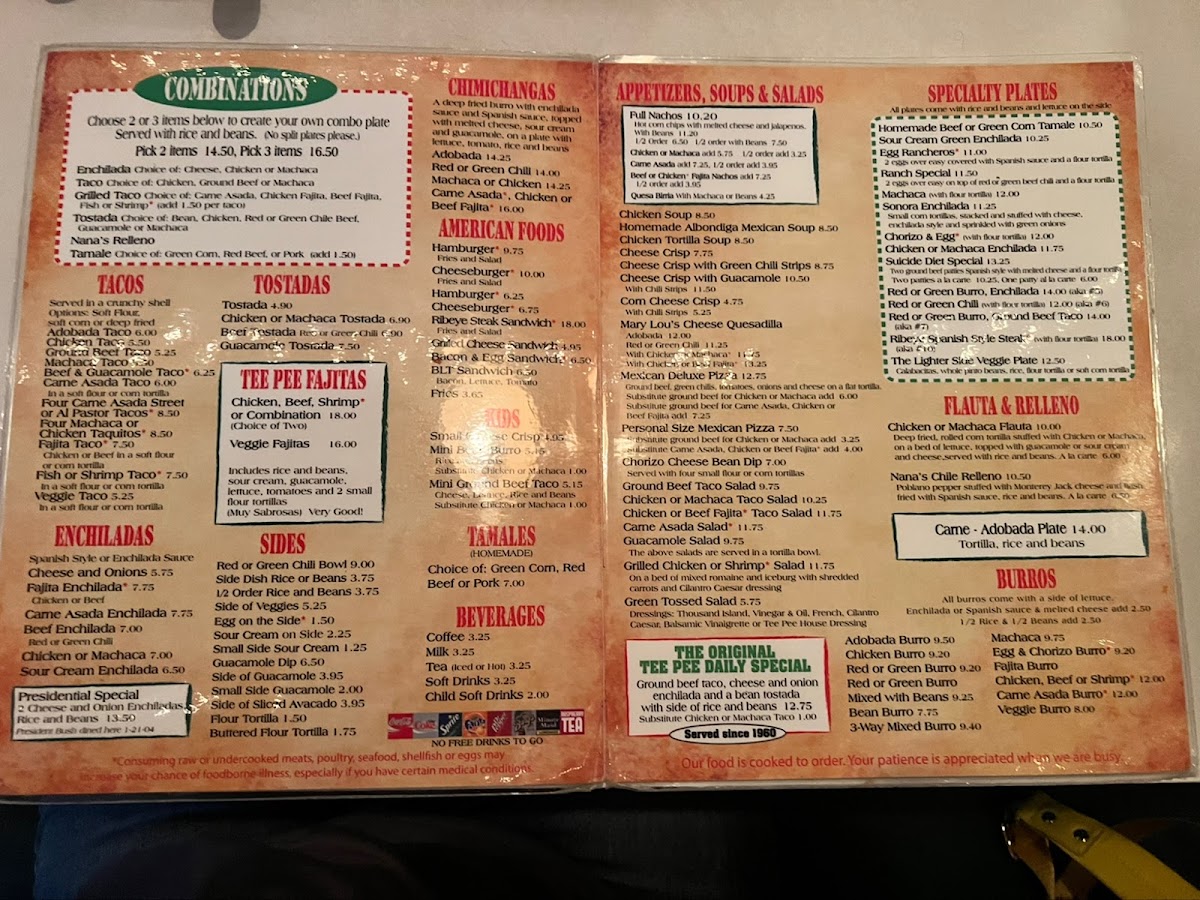 COMBINATIONS
Choose 2 or 3 items below to create your own combo plate
Served with rice and beans. (No split plates please.)
Pick 2 items 14.50, Pick 3 items 16.50
Enchilada Choice of: Cheese, Chicken or Machaca
Taco Choice of: Chicken, Ground Beef or Machaca
Grilled Taco Choice of: Carne Asada, Chicken Fajita, Beef Fajita,
Fish or Shrimp* (add 1.50 per taco)
Tostada Choice of: Bean, Chicken, Red or Green Chile Beef,
Guacamole or Machaca
Nana's Relleno
Tamale Choice of: Green Corn, Red Beef, or Pork (add 1.50)
TACOS
Served in a crunchy shell
Options: Soft Flour,
soft corn or deep fried
Adobada Taco 6.00
Chicken Taco 5.50
Ground Beef Taco 5.25
Machaca Taco
Beef & Guacamole Taco* 6.25
Carne Asada Taco 6.00
In a soft flour or corn tortilla
Four Carne Asada Street
or Al Pastor Tacos* 8.50
Four Machaca or
Chicken Taquitos* 8.50
Fajita Taco* 7.50
Chicken or Beef in a soft flour
or corn tortilla
Fish or Shrimp Taco* 7.50
In a soft flour or corn tortilla
Veggie Taco 5.25
In a soft flour or corn tortilla
ENCHILADAS
Spanish Style or Enchilada Sauce
Cheese and Onions 5.75
Fajita Enchilada* 7.75
Chicken or Beef
Carne Asada Enchilada 7.75
Beef Enchilada 7.00
Red or Green Chili
Chicken or Machaca 7.00
Sour Cream Enchilada 6.50
Presidential Special
2 Cheese and Onion Enchiladas
Rice and Beans 13.50
President Bush dined here 1-21-04
TOSTADAS
Tostada 4.90
Chicken or Machaca Tostada 6.90
Beef Tostada Red or Green Chili 6.90
Guacamole Tostada 7.50
TEE PEE FAJITAS
Chicken, Beef, Shrimp*
or Combination 18.00
(Choice of Two)
Veggie Fajitas 16.00
Includes rice and beans,
sour cream, guacamole,
lettuce, tomatoes and 2 small
flour tortillas
(Muy Sabrosas) Very Good!
SIDES
Red or Green Chili Bowl 9.00
Side Dish Rice or Beans 3.75
1/2 Order Rice and Beans 3.75
Side of Veggies 5.25
Egg on the Side* 1.50
Sour Cream on Side 2.25
Small Side Sour Cream 1.25
Guacamole Dip 6.50
Side of Guacamole 3.95
Small Side Guacamole 2.00
Side of Sliced Avacado 3.95
Flour Tortilla 1.50
Buttered Flour Tortilla 1.75
CHIMICHANGAS
A deep fried burro with enchilada
sauce and Spanish sauce, topped
with melted cheese, sour cream
and guacamole, on a plate with
lettuce, tomato, rice and beans
Adobada 14.25
Red or Green Chili 14.00
Machaca or Chicken 14.25
Carne Asada*, Chicken or
Beef Fajita* 16.00
AMERICAN FOODS
Hamburger* 9.75
Fries and Salad
Cheeseburger* 10.00
Fries and Salad
Hamburger* 6.25
Cheeseburger* 6.75
Ribeye Steak Sandwich* 18.00
Fries and Salad
Grilled Cheese Sandwich 4.95
Bacon & Egg Sandwich* 6.50
BLT Sandwich 6.50
Bacon, Lettuce, Tomato
Fries 3.65
KIDS
Small Cheese Crisp 4.95
Mini Bean Burro 5.15
Substitute Chicken or Machaca 1.00
Mini Ground Beef Taco 5.15
Cheese, Lettuce, Rice and Beans
Substitute Chicken or Machaca 1.00
TAMALES
(HOMEMADE)
Choice of: Green Corn, Red
Beef or Pork 7.00
BEVERAGES
Coffee 3.25
Milk 3.25
Tea (Iced or Hot) 3.25
Soft Drinks 3.25
Child Soft Drinks 2.00
Coca-Cola Coke Sprite Minute Maid RASPBERRY TEA
NO FREE DRINKS TO GO
*Consuming raw or undercooked meats, poultry, seafood, shellfish or eggs may
increase your chance of foodborne illness, especially if you have certain medical conditions.
APPETIZERS, SOUPS & SALADS
Full Nachos 10.20
Hot corn chips with melted cheese and jalapenos.
With Beans 11.20
1/2 Order 6.50 1/2 order with Beans 7.50
Chicken or Machaca add 5.75 1/2 order add 3.25
Carne Asada add 7.25, 1/2 order add 3.95
Beef or Chicken* Fajita Nachos add 7.25
1/2 order add 3.95
Quesa Birria With Machaca or Beans 4.25
Chicken Soup 8.50
Homemade Albondiga Mexican Soup 8.50
Chicken Tortilla Soup 8.50
Cheese Crisp 7.75
Cheese Crisp with Green Chili Strips 8.75
Cheese Crisp with Guacamole 10.50
With Chili Strips 11.50
Corn Cheese Crisp 4.75
With Chili Strips 5.25
Mary Lou's Cheese Quesadilla
Adobada 12.00
Red or Green Chili 11.25
With Chicken or Machaca* 11.75
With Chicken or Beef Fajita* 13.25
Mexican Deluxe Pizza 12.75
Ground beef, green chills, tomatoes, onions and cheese on a flat tortilla
Substitute ground beef for Chicken or Machaca add 6.00
Substitute ground beef for Carne Asada, Chicken or
Beef Fajita add 7.25
Personal Size Mexican Pizza 7.50
Substitute ground beef for Chicken or Machaca add 3.25
Substitute Carne Asada, Chicken or Beef Fajita* add 4.00
Chorizo Cheese Bean Dip 7.00
Served with four small flour or corn tortillas
Ground Beef Taco Salad 9.75
Chicken or Machaca Taco Salad 10.25
Chicken or Beef Fajita* Taco Salad 11.75
Carne Asada Salad* 11.75
Guacamole Salad 9.75
The above salads are served in a tortilla bowl.
Grilled Chicken or Shrimp* Salad 11.75
On a bed of mixed romaine and iceburg with shredded
carrots and Cilantro Caesar dressing
Green Tossed Salad 5.75
Dressings: Thousand Island, Vinegar & Oil, French, Cilantro
Caesar, Balsamic Vinaigrette or Tee Pee House Dressing
THE ORIGINAL
TEE PEE DAILY SPECIAL
Ground beef taco, cheese and onion
enchilada and a bean tostada
with side of rice and beans 12.75
Substitute Chicken or Machaca Taco 1.00
Served since 1960
SPECIALTY PLATES
All plates come with rice and beans and lettuce on the side
Homemade Beef or Green Corn Tamale 10.50
Sour Cream Green Enchilada 10.25
Egg Rancheros* 11.00
2 eggs over easy covered with Spanish sauce and a flour tortilla
Ranch Special 11.50
2 eggs over easy on top of red or green beef chili and a flour tortilla
Machaca (with flour tortilla) 12.00
Sonora Enchilada 11.25
Small corn tortillas, stacked and stuffed with cheese,
enchilada style and sprinkled with green onions
Chorizo & Egg* (with flour tortilla) 12.00
Chicken or Machaca Enchilada 11.75
Suicide Diet Special 13.25
Two ground beef patties Spanish style with melted cheese and a flour tortilla
Two patties a la carte 10.25, One patty al la carte 6.00
Red or Green Burro, Enchilada 14.00 (aka #5)
Red or Green Chili (with flour tortilla) 12.00 (aka #6)
Red or Green Burro, Ground Beef Taco 14.00
(aka #7)
Ribeye Spanish Style Steak* (with flour tortilla) 18.00
(aka #10)
The Lighter Side Veggie Plate 12.50
Calabacitas, whole pinto beans, rice, flour tortilla or soft corn tortilla
FLAUTA & RELLENO
Chicken or Machaca Flauta 10.00
Deep fried, rolled corn tortilla stuffed with Chicken or Machaca,
on a bed of lettuce, topped with guacamole or sour cream
and cheese, served with rice and beans. A la carte 6.
Nana's Chile Relleno 10.50
Poblano pepper stuffed with Monterey Jack cheese and
fried with Spanish sauce, rice and beans. A la carte 6.
Carne - Adobada Plate 14.00
Tortilla, rice and beans
BURROS
All burros come with a side of lettuce.
Enchilada or Spanish sauce & melted cheese add 2.50
1/2 Rice & 1/2 Beans add 2.50
Adobada Burro 9.50
Chicken Burro 9.20
Red or Green Burro 9.20
Red or Green Burro
Mixed with Beans 9.25
Bean Burro 7.75
3-Way Mixed Burro 9.40
Machaca 9.75
Egg & Chorizo Burro* 9.20
Fajita Burro
Chicken, Beef or Shrimp* 12.00
Carne Asada Burro* 12.00
Veggie Burro 8.00
Our food is cooked to order. Your patience is appreciated when we are busy.